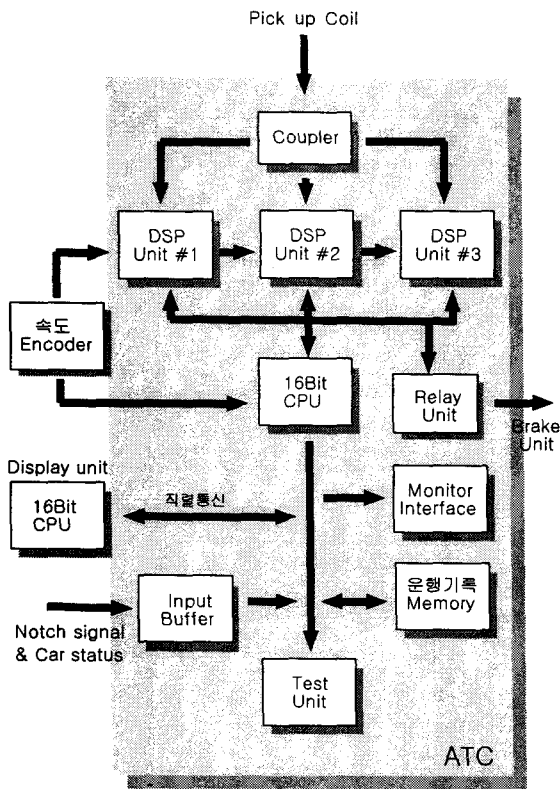 Pick up Coil
Coupler
DSP
Unit #1
DSP
Unit #2
DSP
Unit #3
속도
Encoder
16Bit
CPU
Relay
Unit
Brake
Unit
Display unit
16Bit
CPU
직렬통신
Monitor
Interface
Input
Buffer
운행기록
Memory
Notch signal
& Car status
Test
Unit
ATC